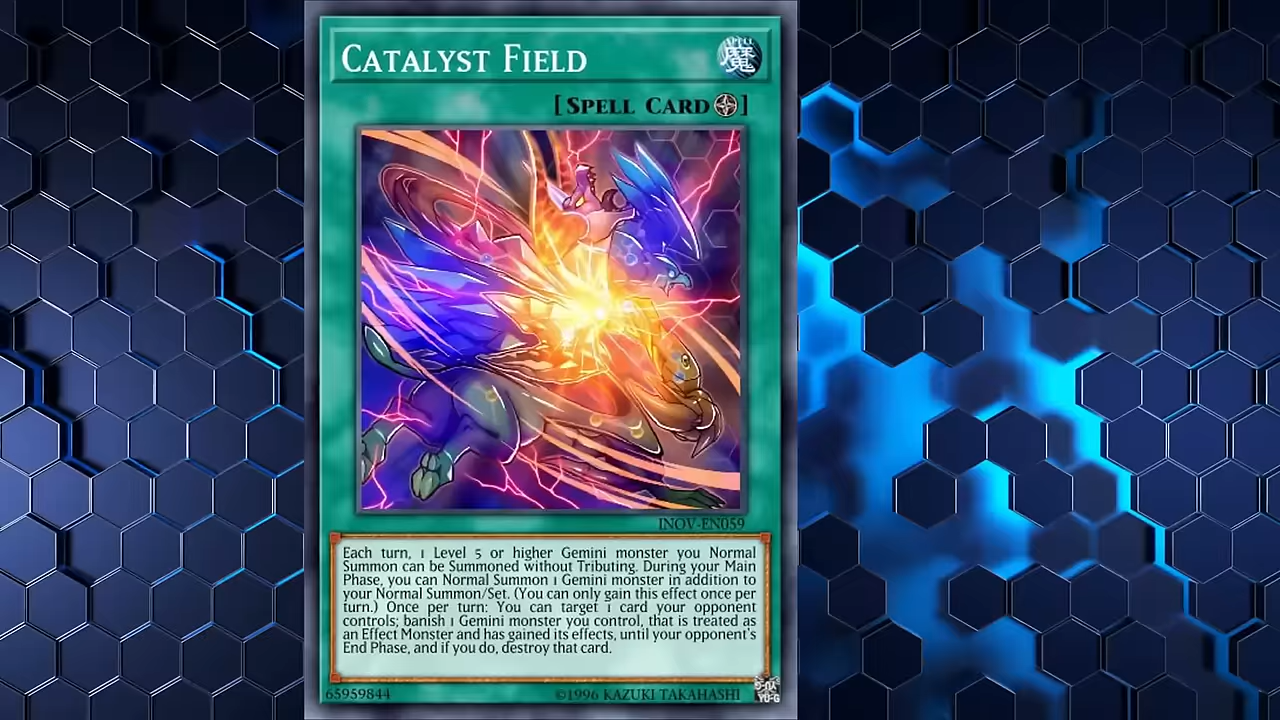 CATALYST FIELD
SPELL
魔
[SPELL CARD]
INOV-EN059
Each turn, 1 Level 5 or higher Gemini monster you Normal
Summon can be Summoned without Tributing. During your Main
Phase, you can Normal Summon 1 Gemini monster in addition to
your Normal Summon/Set. (You can only gain this effect once per
turn.) Once per turn: You can target 1 card your opponent
controls; banish 1 Gemini monster you control, that is treated as
an Effect Monster and has gained its effects, until your opponent's
End Phase, and if you do, destroy that card.
65959844
©1996 KAZUKI TAKAHASHI